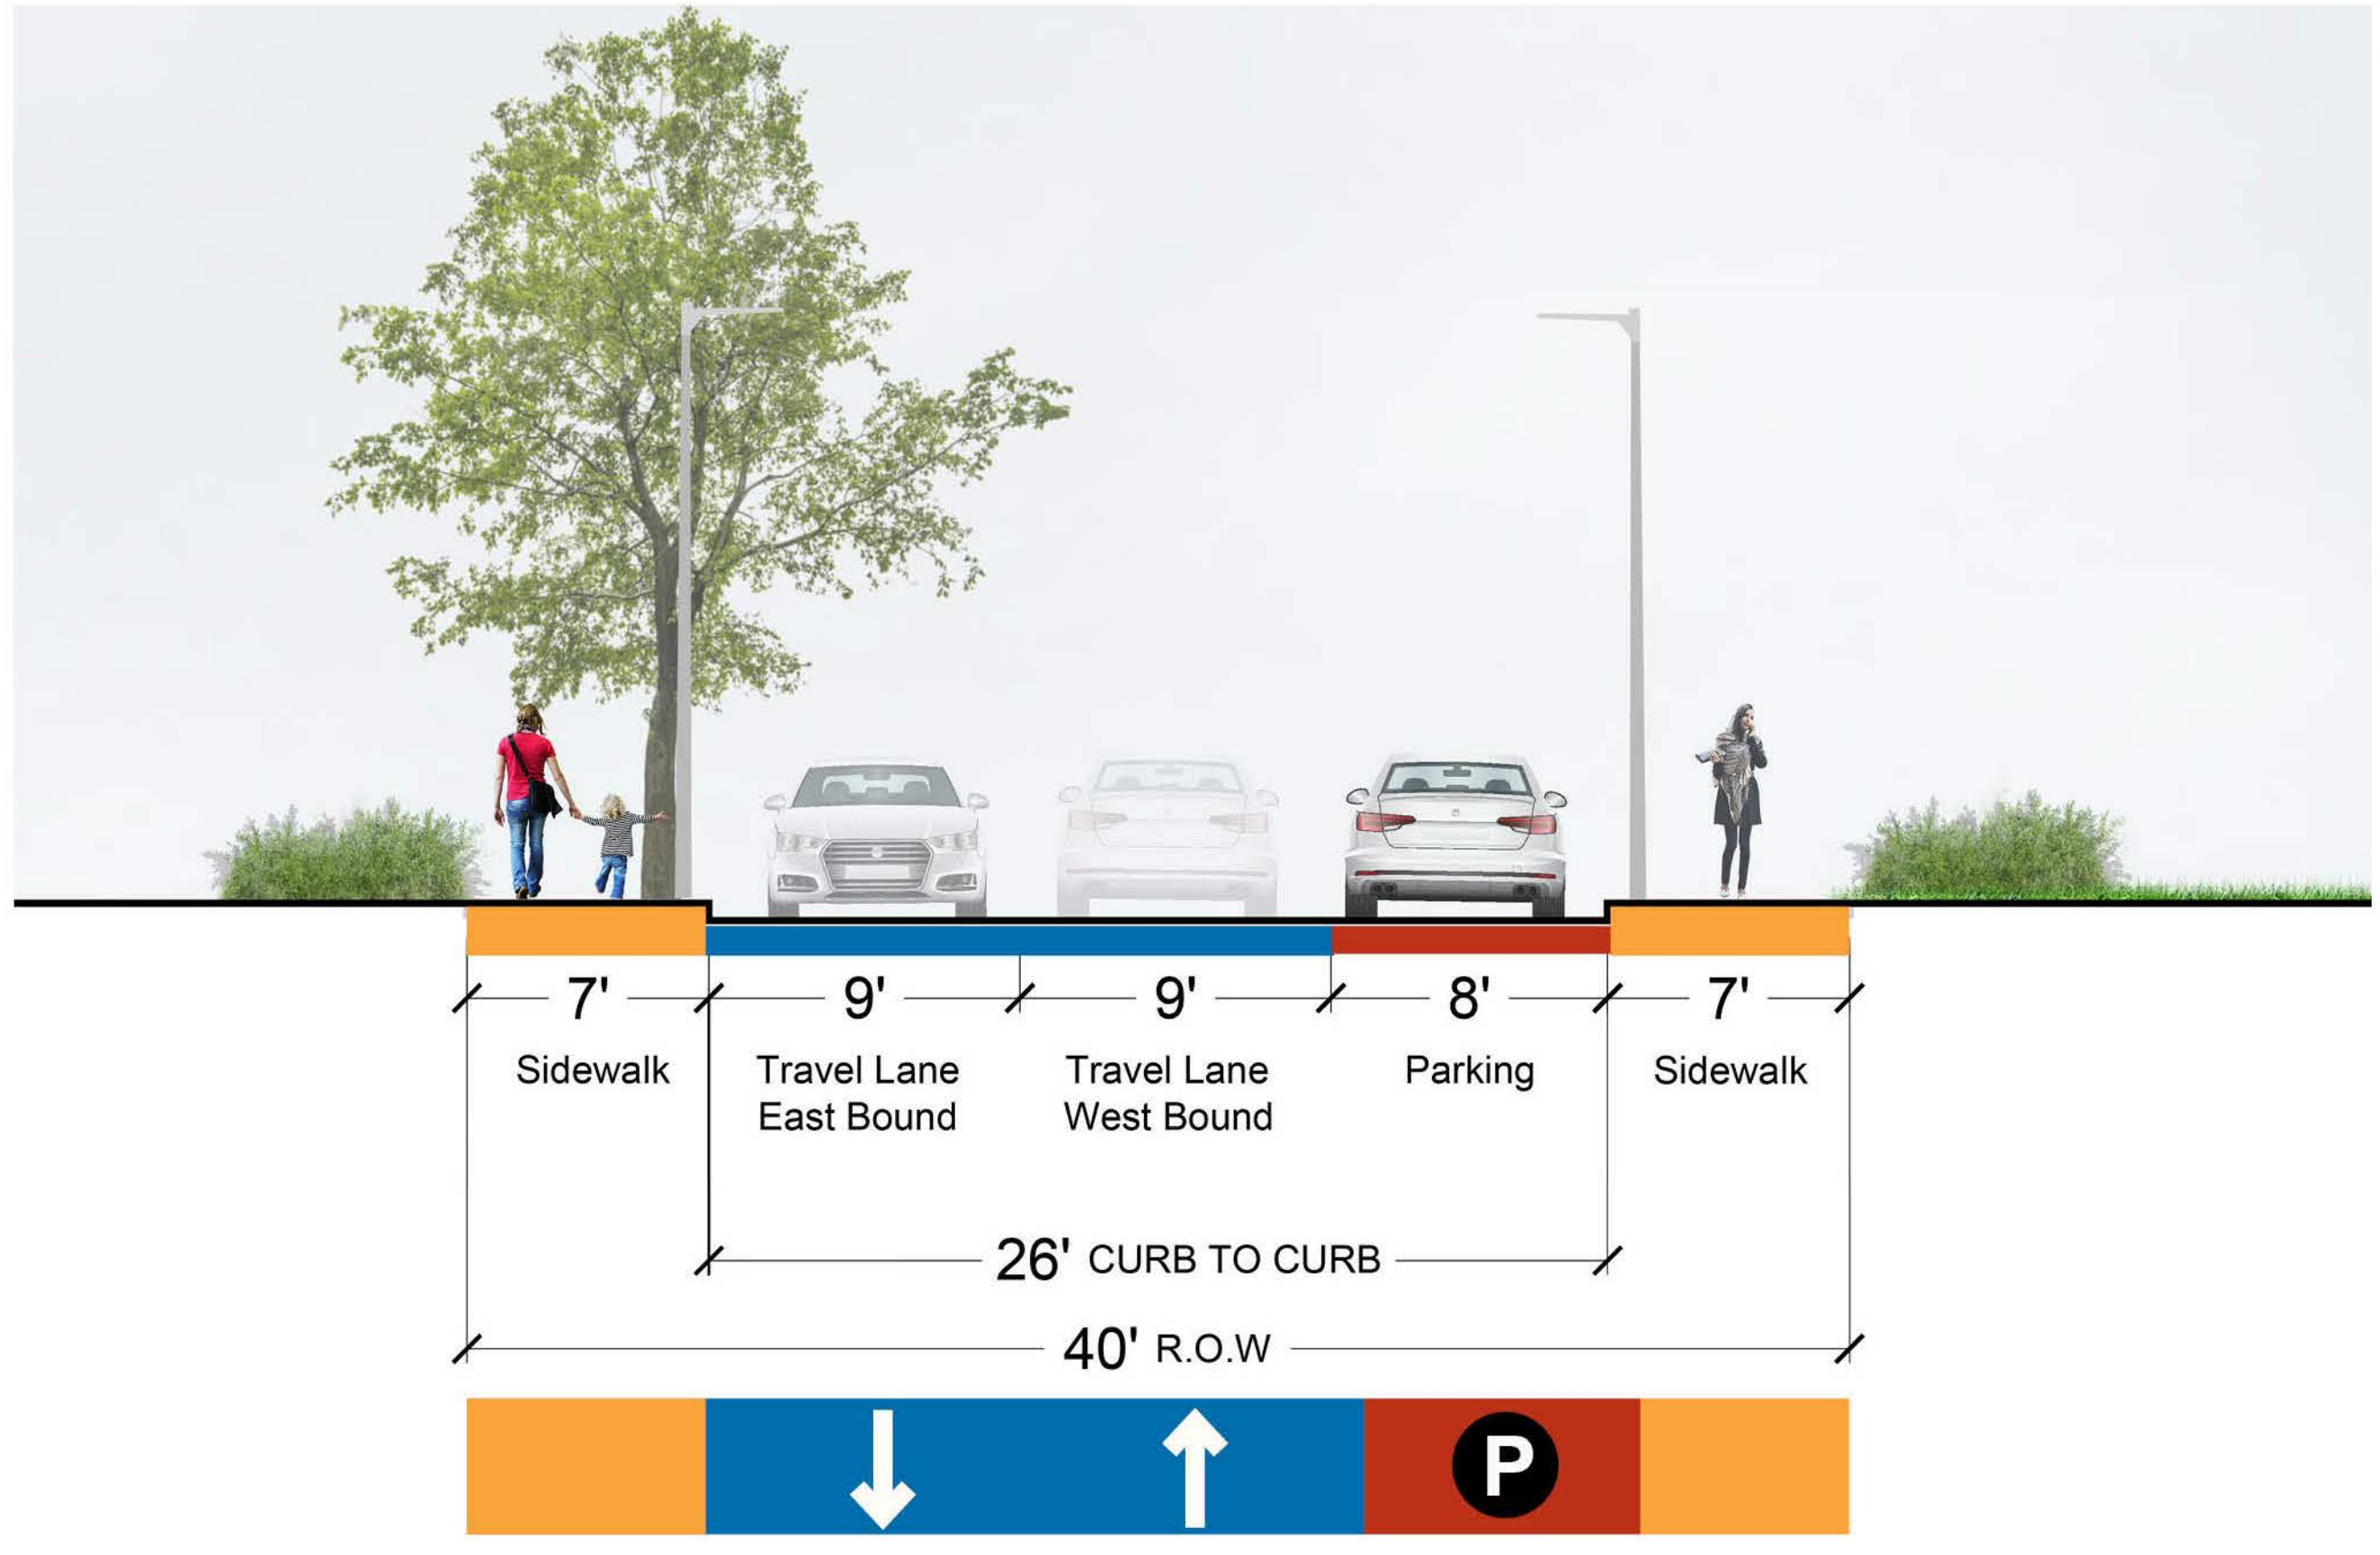 7' 9' 9' 8' 7'
Sidewalk Travel Lane Travel Lane Parking Sidewalk
East Bound West Bound
26' CURB TO CURB
40' R.O.W
P